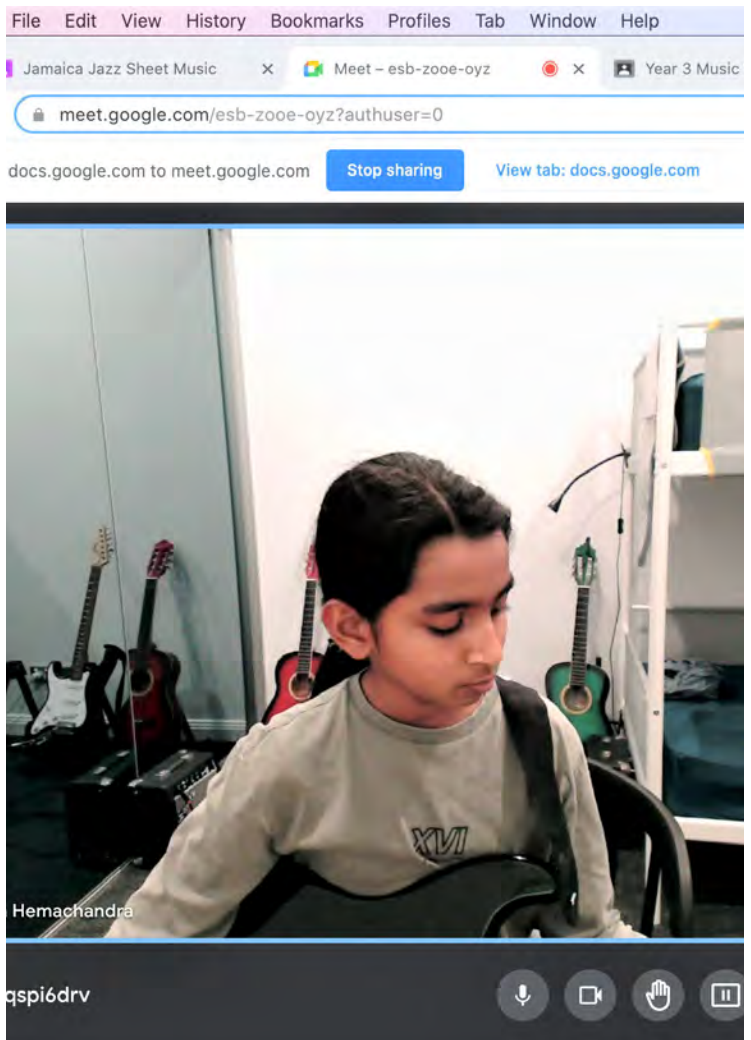 File Edit View History Bookmarks Profiles Tab Window Help
Jamaica Jazz Sheet Music Meet – esb-zooe-oyz Year 3 Music
meet.google.com/esb-zooe-oyz?authuser=0
docs.google.com to meet.google.com Stop sharing View tab: docs.google.com
XVI
Hemachandra
qspi6drv